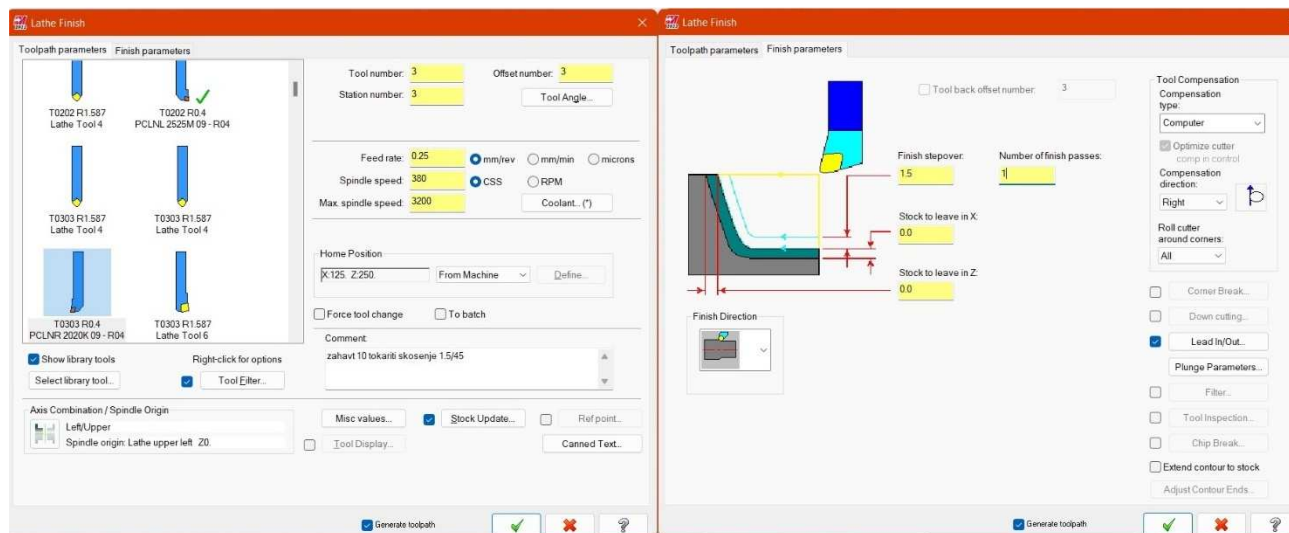 Lathe Finish
Toolpath parameters Finish parameters
T0202 R1.587
Lathe Tool 4
T0202 R0.4
PCLNL 2525M 09 - R04
T0303 R1.587
Lathe Tool 4
T0303 R1.587
Lathe Tool 4
T0303 R0.4
PCLNR 2020K 09 - R04
T0303 R1.587
Lathe Tool 6
Show library tools
Right-click for options
Select library tool...
Tool Filter...
Axis Combination / Spindle Origin
Left/Upper
Spindle origin: Lathe upper left Z0.
Tool number: 3
Offset number: 3
Station number: 3
Tool Angle...
Feed rate: 0.25 mm/rev mm/min microns
Spindle speed: 380 CSS RPM
Max. spindle speed: 3200
Coolant... (*)
Home Position
X:125. Z:250. From Machine Define...
Force tool change To batch
Comment:
zahavt 10 tokariti skosenje 1.5/45
Misc values... Stock Update... Ref point...
Tool Display... Canned Text...
Generate toolpath
Lathe Finish
Toolpath parameters Finish parameters
Tool back offset number: 3
Finish stepover:
1.5
Number of finish passes:
1
Stock to leave in X:
0.0
Stock to leave in Z:
0.0
Finish Direction
Tool Compensation
Compensation
type:
Computer
Optimize cutter
comp in control
Compensation
direction:
Right
Roll cutter
around corners:
All
Corner Break...
Down cutting...
Lead In/Out...
Plunge Parameters...
Filter...
Tool Inspection...
Chip Break...
Extend contour to stock
Adjust Contour Ends...
Generate toolpath